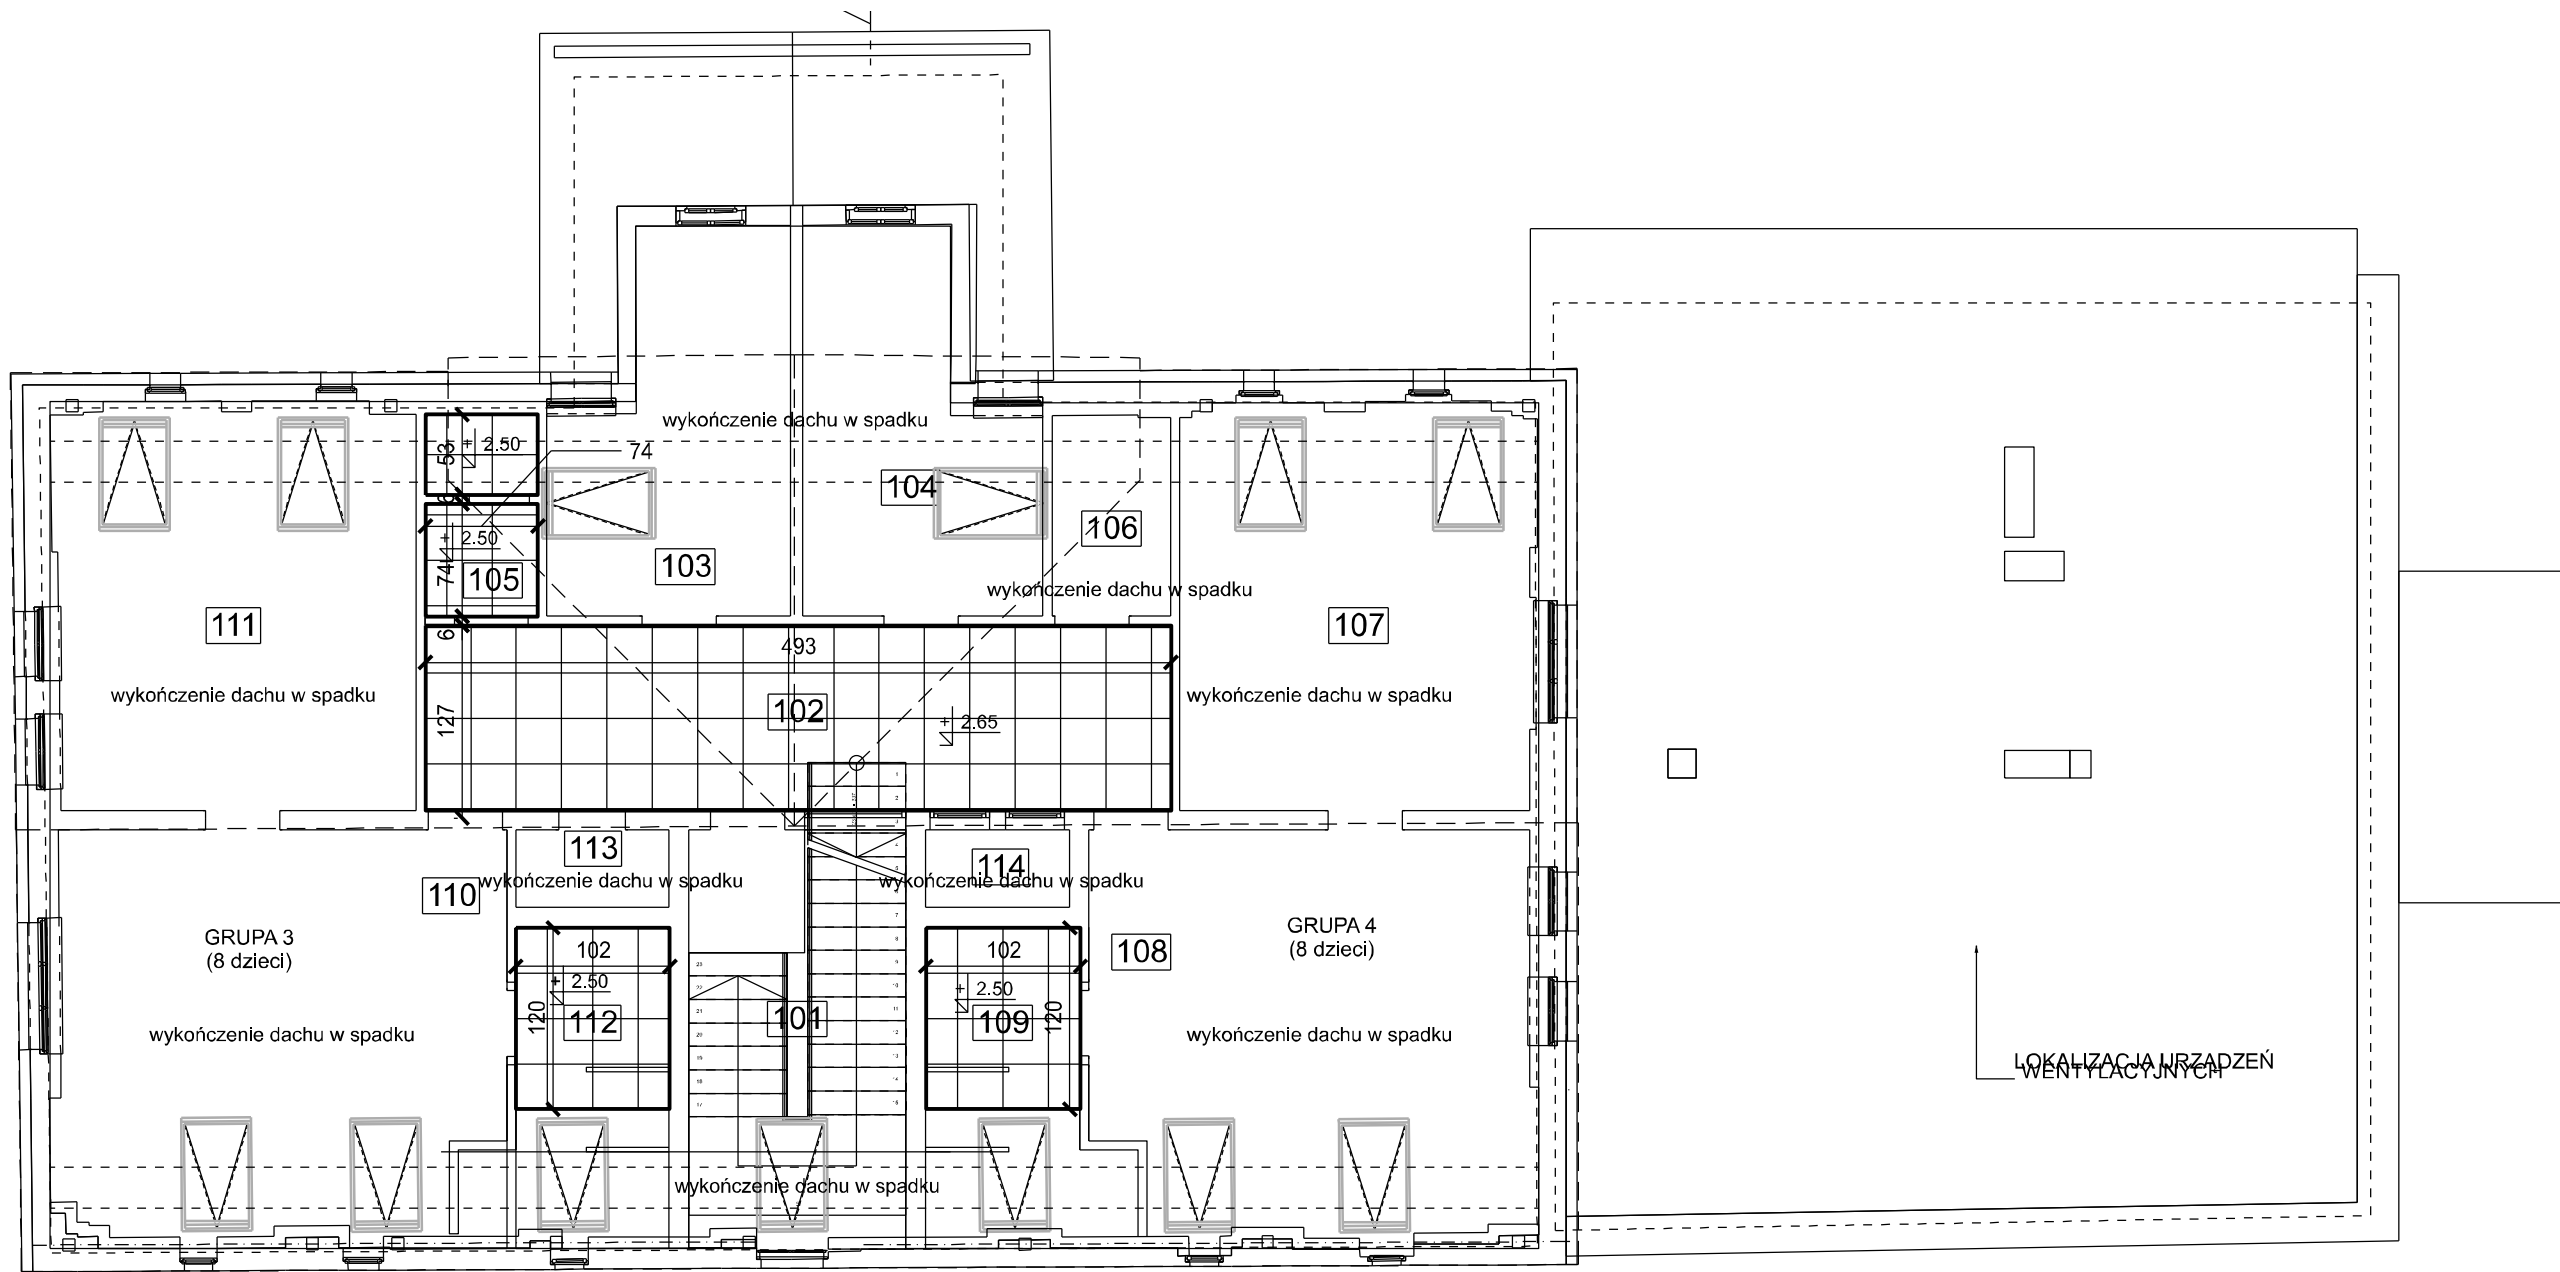 wykończenie dachu w spadku
53
+ 2.50
74
6
104
106
+ 2.50
74
105
103
wykończenie dachu w spadku
111
107
6
493
wykończenie dachu w spadku
wykończenie dachu w spadku
127
102
+ 2.65
113
114
wykończenie dachu w spadku
wykończenie dachu w spadku
110
GRUPA 3
(8 dzieci)
GRUPA 4
(8 dzieci)
102
102
108
+ 2.50
+ 2.50
120
112
101
109
120
wykończenie dachu w spadku
wykończenie dachu w spadku
LOKALIZACJA URZĄDZEŃ
WENTYLACYJNYCH
wykończenie dachu w spadku